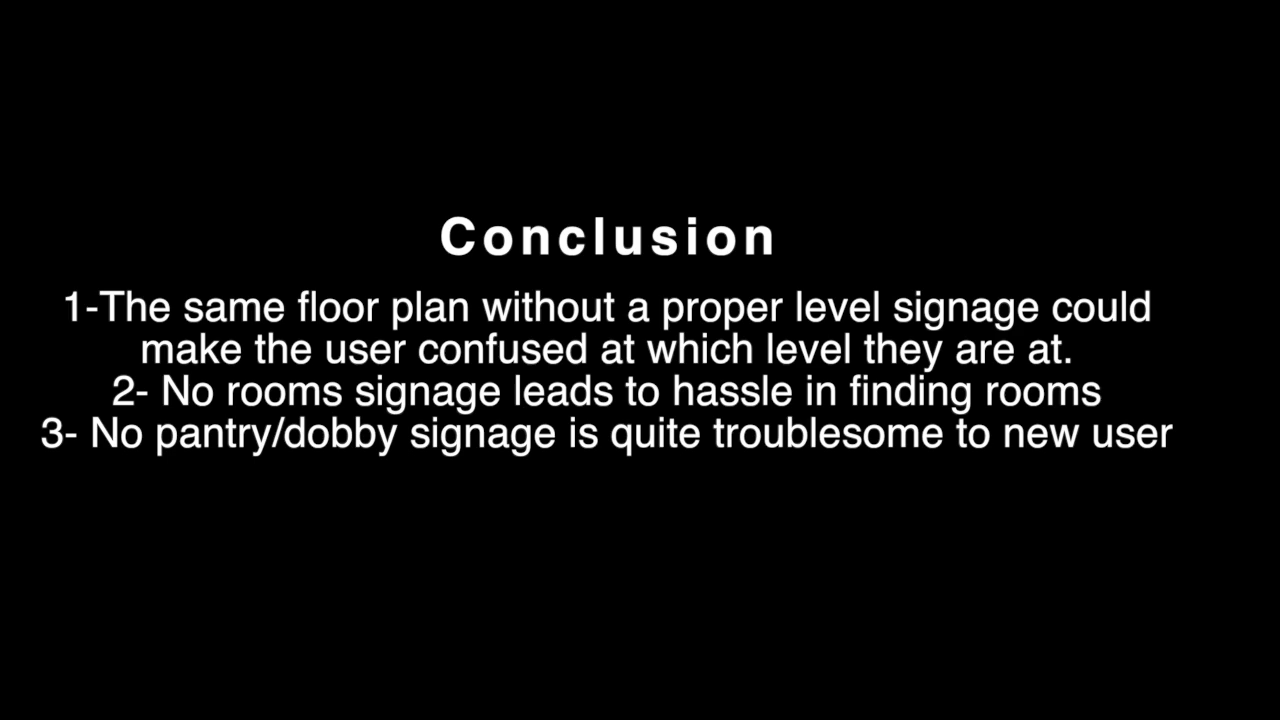 Conclusion
1-The same floor plan without a proper level signage could
make the user confused at which level they are at.
2- No rooms signage leads to hassle in finding rooms
3- No pantry/dobby signage is quite troublesome to new user